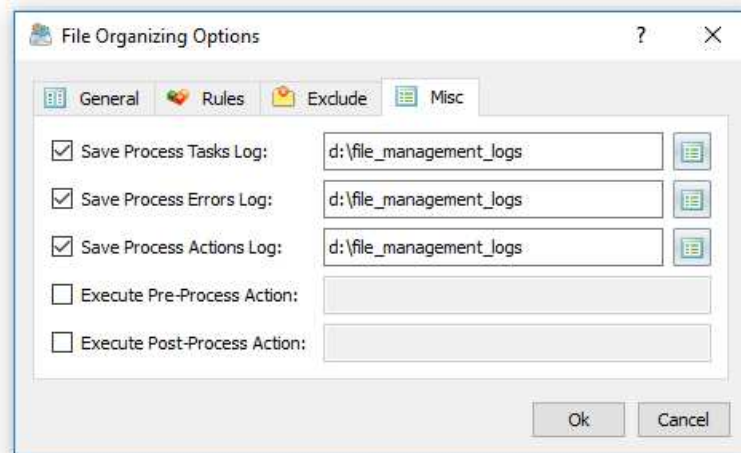 File Organizing Options ? X
General Rules Exclude Misc
Save Process Tasks Log: d:\file_management_logs
Save Process Errors Log: d:\file_management_logs
Save Process Actions Log: d:\file_management_logs
Execute Pre-Process Action:
Execute Post-Process Action:
Ok Cancel